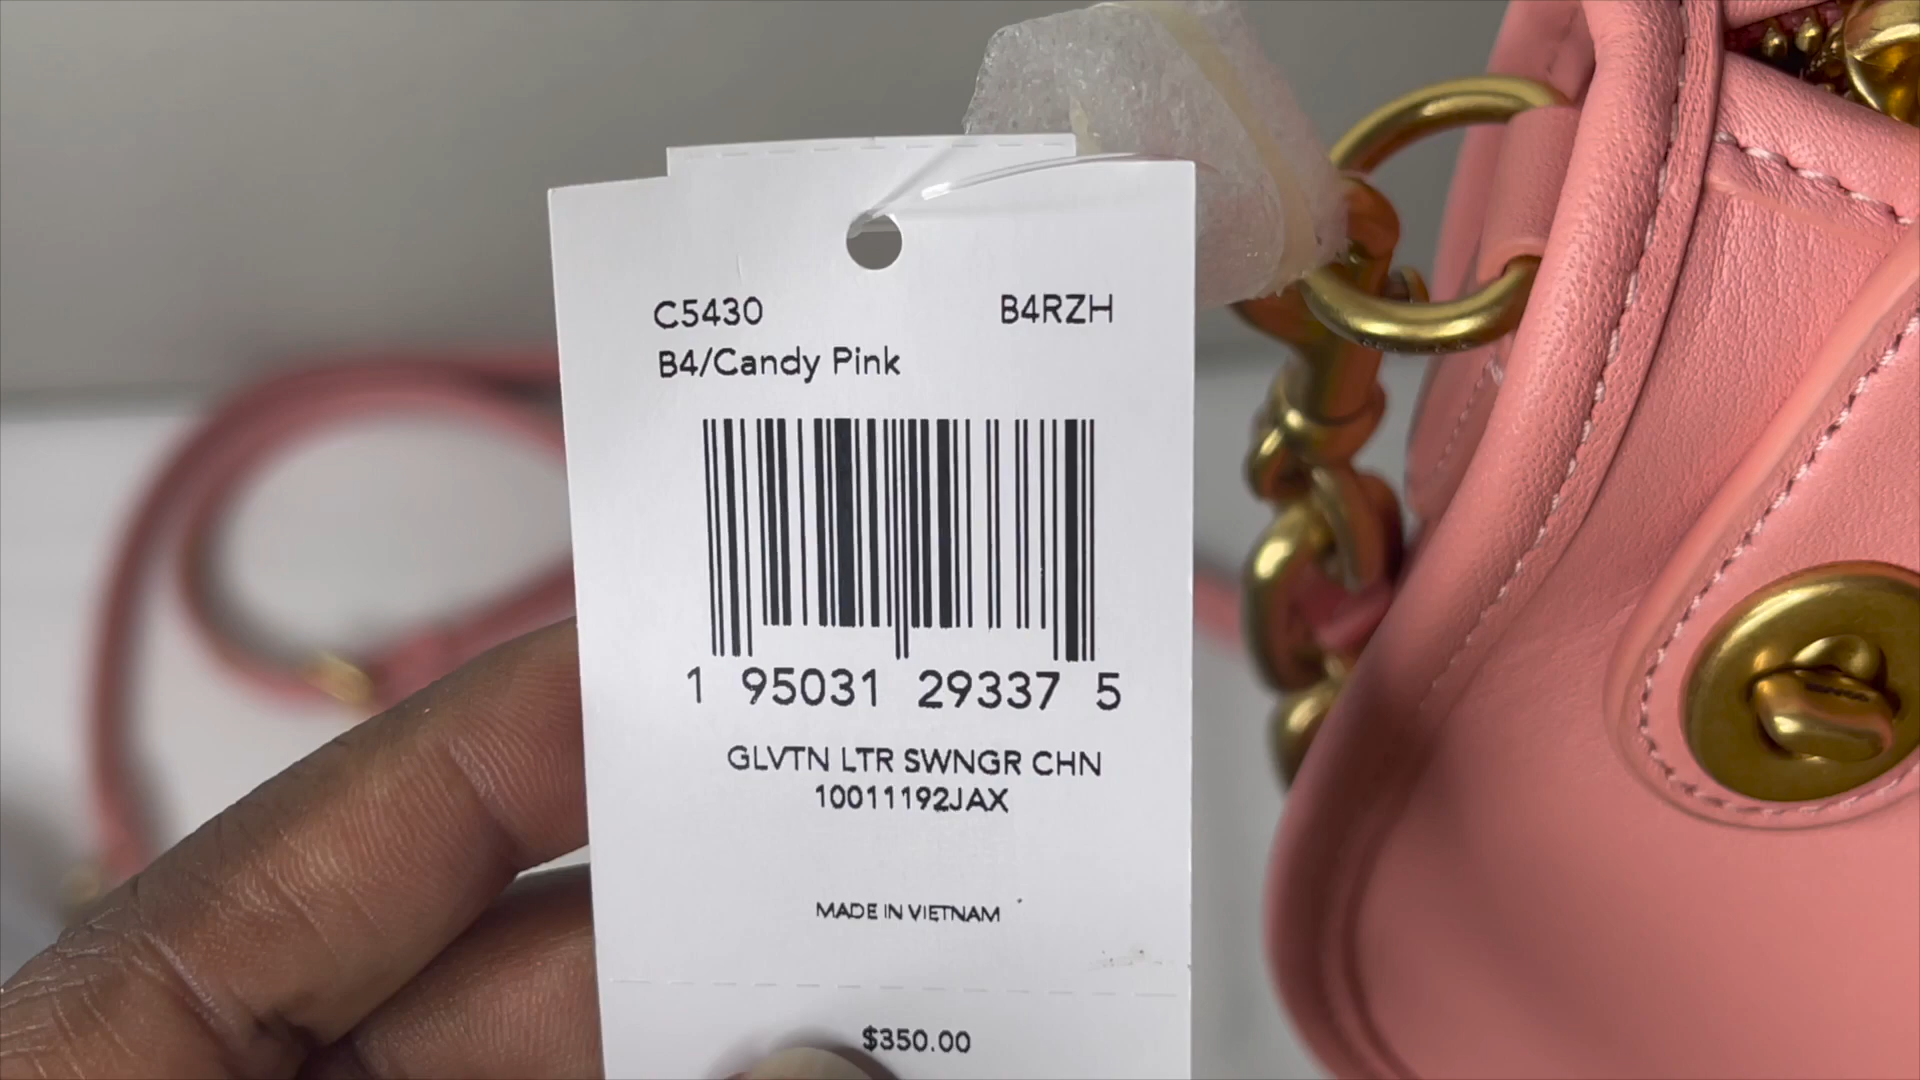 C5430 B4RZH
B4/Candy Pink
1 95031 29337 5
GLVTN LTR SWNGR CHN
10011192JAX
MADE IN VIETNAM
$350.00